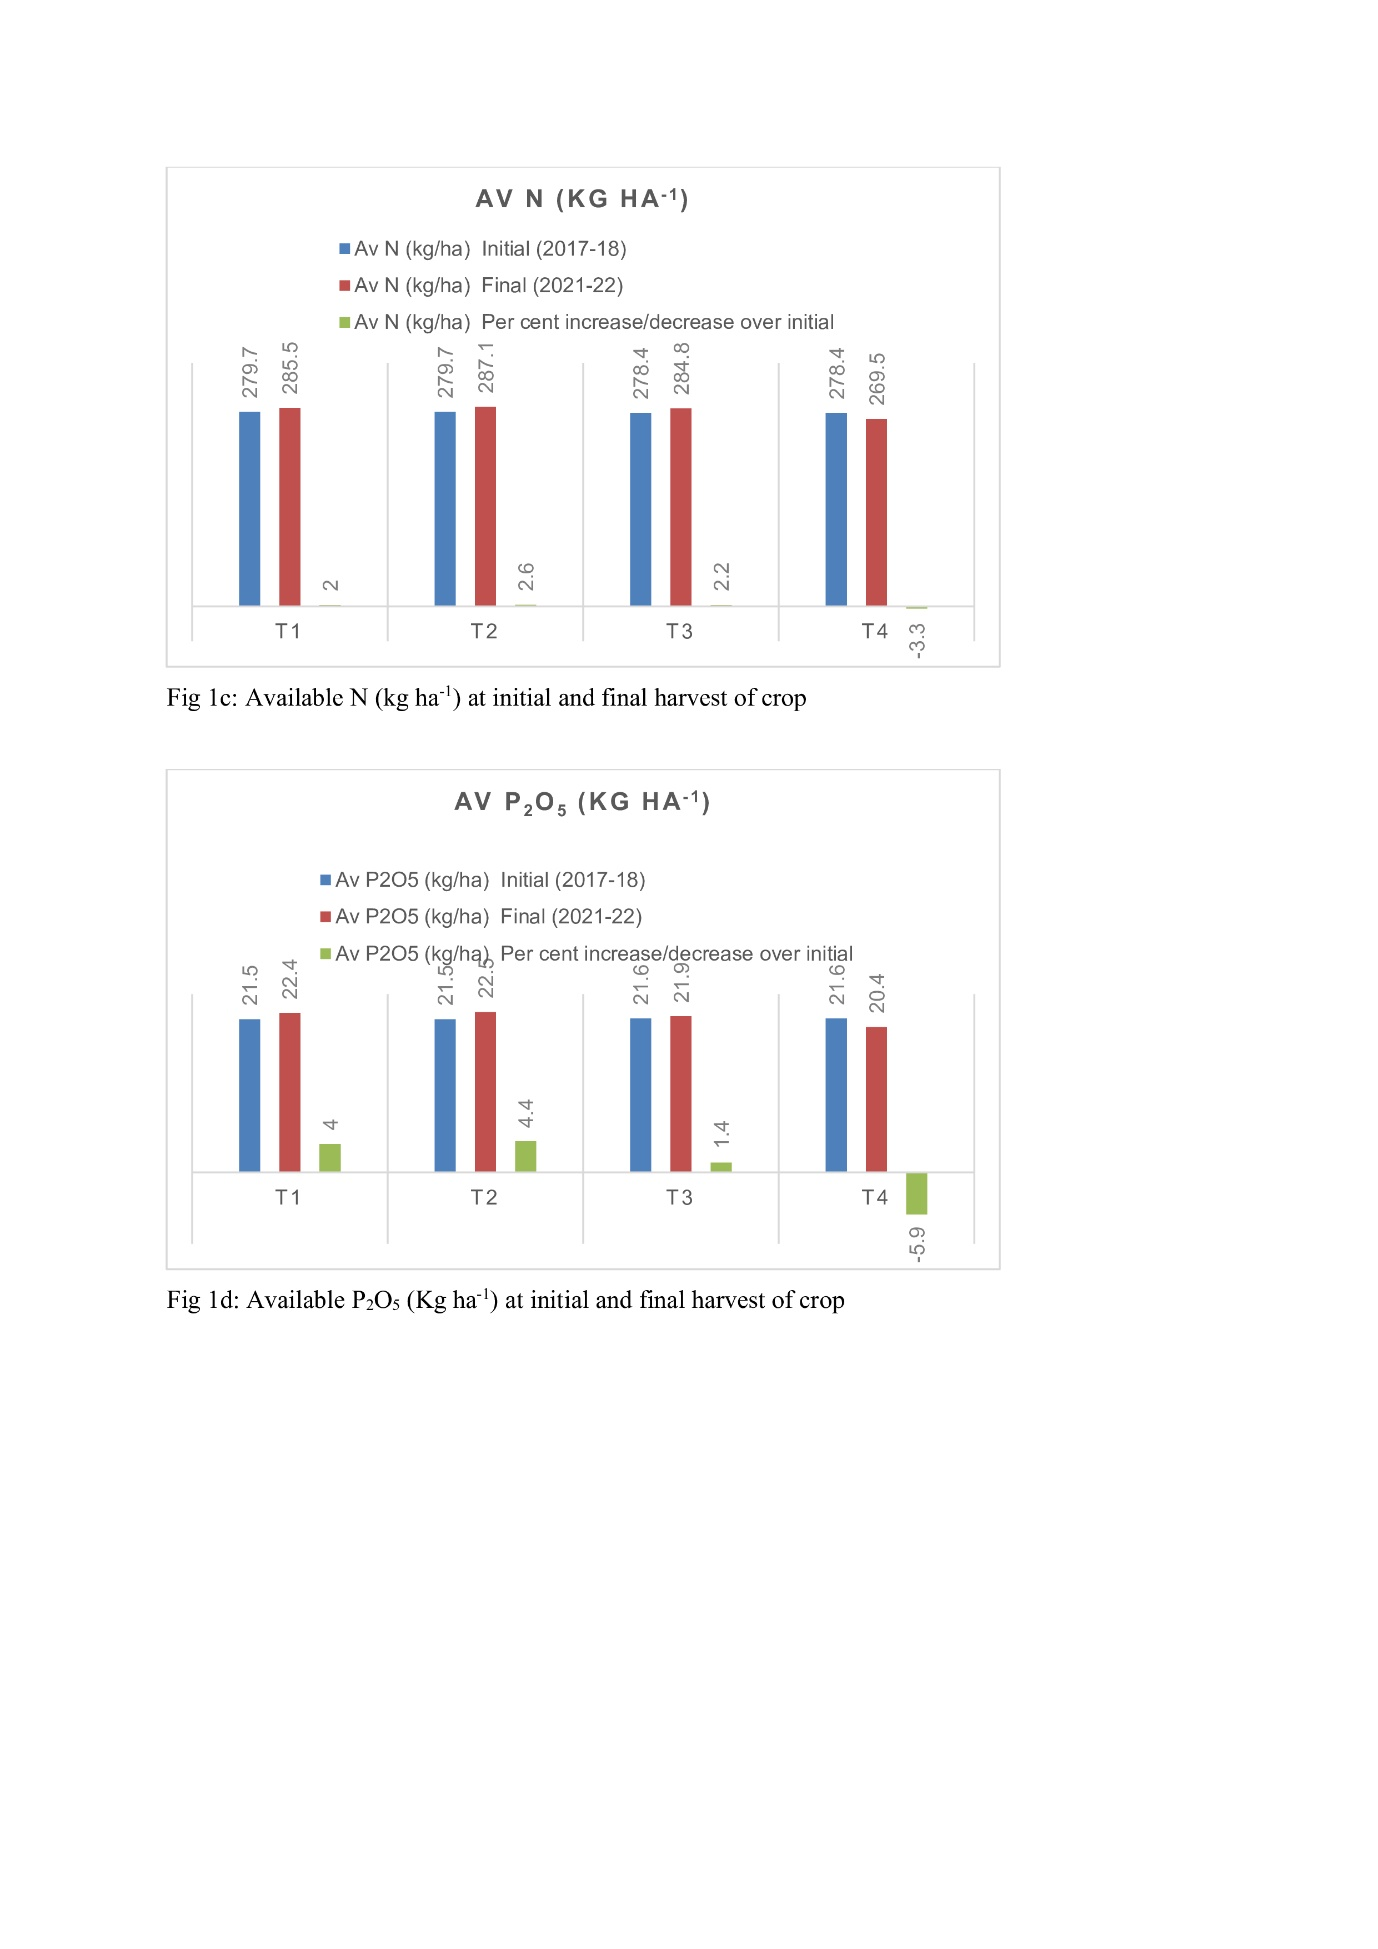 AV N (KG HA-1)
Av N (kg/ha) Initial (2017-18)
Av N (kg/ha) Final (2021-22)
Av N (kg/ha) Per cent increase/decrease over initial
279.7 285.5 2 279.7 287.1 2.6 278.4 284.8 2.2 278.4 269.5 -3.3
T1 T2 T3 T4
Fig 1c: Available N (kg ha-1) at initial and final harvest of crop
AV P2O5 (KG HA-1)
Av P2O5 (kg/ha) Initial (2017-18)
Av P2O5 (kg/ha) Final (2021-22)
Av P2O5 (kg/ha) Per cent increase/decrease over initial
21.5 22.4 4 21.5 22.5 4.4 21.6 21.9 1.4 21.6 20.4 -5.9
T1 T2 T3 T4
Fig 1d: Available P2O5 (Kg ha-1) at initial and final harvest of crop